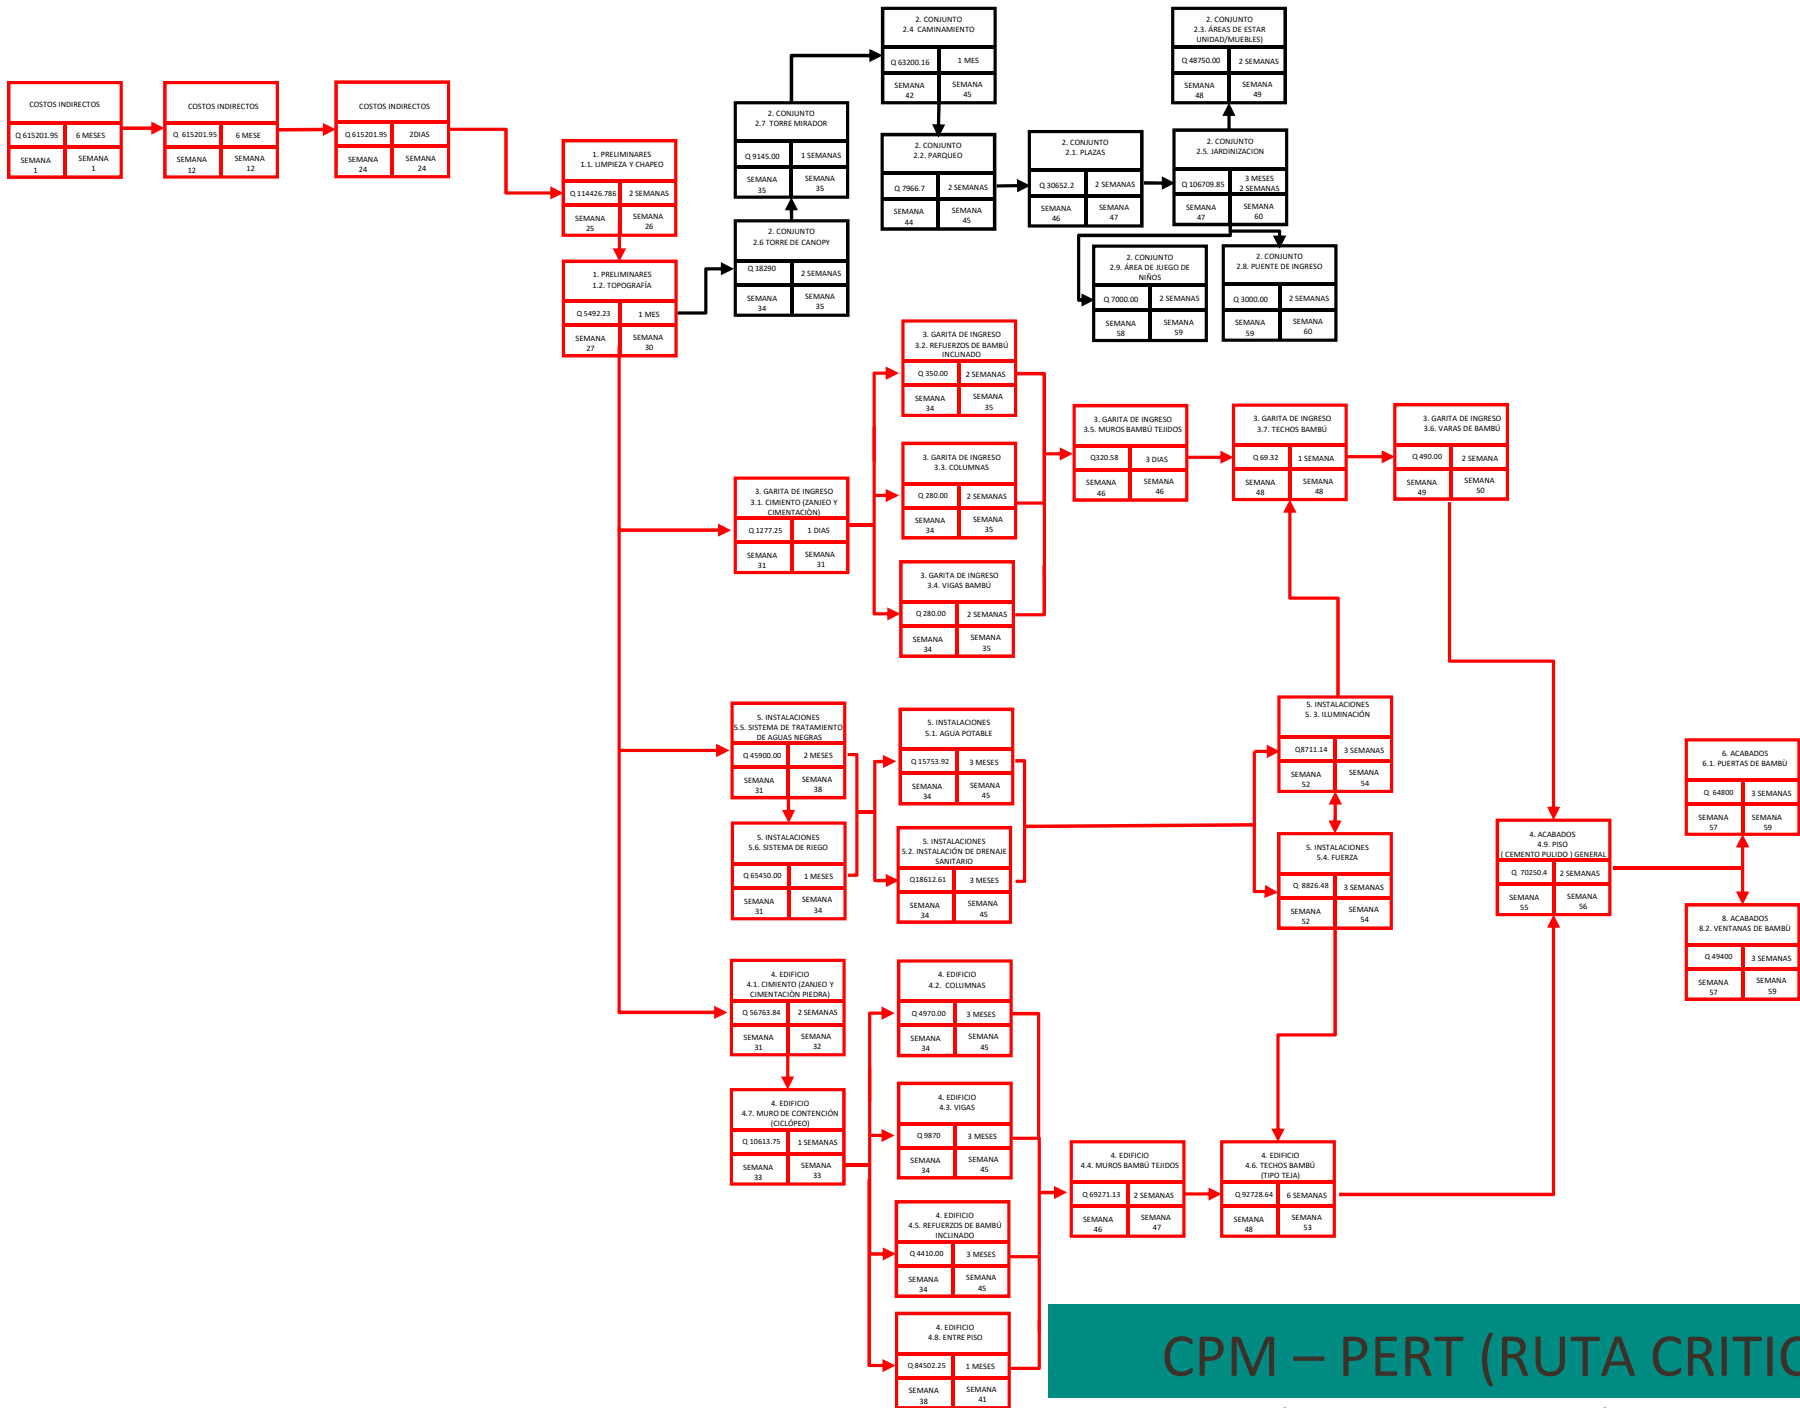 COSTOS INDIRECTOS
Q 615201.95
6 MESES
SEMANA
1
SEMANA
1
COSTOS INDIRECTOS
Q 615201.95
6 MESE
SEMANA
12
SEMANA
12
COSTOS INDIRECTOS
Q 615201.95
2DIAS
SEMANA
24
SEMANA
24
1. PRELIMINARES
1.1. LIMPIEZA Y CHAPEO
Q 114426.786
2 SEMANAS
SEMANA
25
SEMANA
26
1. PRELIMINARES
1.2. TOPOGRAFÍA
Q 5492.23
1 MES
SEMANA
27
SEMANA
30
2. CONJUNTO
2.7 TORRE MIRADOR
Q 9145.00
1 SEMANAS
SEMANA
35
SEMANA
35
2. CONJUNTO
2.6 TORRE DE CANOPY
Q 18290
2 SEMANAS
SEMANA
34
SEMANA
35
2. CONJUNTO
2.4 CAMINAMIENTO
Q 63200.16
1 MES
SEMANA
42
SEMANA
45
2. CONJUNTO
2.2. PARQUEO
Q 7966.7
2 SEMANAS
SEMANA
44
SEMANA
45
2. CONJUNTO
2.1. PLAZAS
Q 30652.2
2 SEMANAS
SEMANA
46
SEMANA
47
2. CONJUNTO
2.3. ÁREAS DE ESTAR
UNIDAD/MUEBLES)
Q 48750.00
2 SEMANAS
SEMANA
48
SEMANA
49
2. CONJUNTO
2.5. JARDINIZACION
Q 106709.85
3 MESES
2 SEMANAS
SEMANA
47
SEMANA
60
2. CONJUNTO
2.9. ÁREA DE JUEGO DE
NIÑOS
Q 7000.00
2 SEMANAS
SEMANA
58
SEMANA
59
2. CONJUNTO
2.8. PUENTE DE INGRESO
Q 3000.00
2 SEMANAS
SEMANA
59
SEMANA
60
3. GARITA DE INGRESO
3.1. CIMIENTO (ZANJEO Y
CIMENTACIÒN)
Q 1277.25
1 DIAS
SEMANA
31
SEMANA
31
3. GARITA DE INGRESO
3.2. REFUERZOS DE BAMBÚ
INCLINADO
Q 350.00
2 SEMANAS
SEMANA
34
SEMANA
35
3. GARITA DE INGRESO
3.3. COLUMNAS
Q 280.00
2 SEMANAS
SEMANA
34
SEMANA
35
3. GARITA DE INGRESO
3.4. VIGAS BAMBÚ
Q 280.00
2 SEMANAS
SEMANA
34
SEMANA
35
3. GARITA DE INGRESO
3.5. MUROS BAMBÚ TEJIDOS
Q320.58
3 DIAS
SEMANA
46
SEMANA
46
3. GARITA DE INGRESO
3.7. TECHOS BAMBÚ
Q 69.32
1 SEMANA
SEMANA
48
SEMANA
48
3. GARITA DE INGRESO
3.6. VARAS DE BAMBÚ
Q 490.00
2 SEMANA
SEMANA
49
SEMANA
50
5. INSTALACIONES
5.5. SISTEMA DE TRATAMIENTO
DE AGUAS NEGRAS
Q 45900.00
2 MESES
SEMANA
31
SEMANA
38
5. INSTALACIONES
5.6. SISTEMA DE RIEGO
Q 65450.00
1 MESES
SEMANA
31
SEMANA
34
5. INSTALACIONES
5.1. AGUA POTABLE
Q 15753.92
3 MESES
SEMANA
34
SEMANA
45
5. INSTALACIONES
5.2. INSTALACIÓN DE DRENAJE
SANITARIO
Q18612.61
3 MESES
SEMANA
34
SEMANA
45
5. INSTALACIONES
5. 3. ILUMINACIÓN
Q8711.14
3 SEMANAS
SEMANA
52
SEMANA
54
5. INSTALACIONES
5.4. FUERZA
Q 8826.48
3 SEMANAS
SEMANA
52
SEMANA
54
4. ACABADOS
4.9. PISO
( CEMENTO PULIDO ) GENERAL
Q 70250.4
2 SEMANAS
SEMANA
55
SEMANA
56
6. ACABADOS
6.1. PUERTAS DE BAMBÙ
Q 64800
3 SEMANAS
SEMANA
57
SEMANA
59
8. ACABADOS
8.2. VENTANAS DE BAMBÙ
Q 49400
3 SEMANAS
SEMANA
57
SEMANA
59
4. EDIFICIO
4.1. CIMIENTO (ZANJEO Y
CIMENTACIÒN PIEDRA)
Q 56763.84
2 SEMANAS
SEMANA
31
SEMANA
32
4. EDIFICIO
4.7. MURO DE CONTENCIÓN
(CICLÓPEO)
Q 10613.75
1 SEMANAS
SEMANA
33
SEMANA
33
4. EDIFICIO
4.2. COLUMNAS
Q 4970.00
3 MESES
SEMANA
34
SEMANA
45
4. EDIFICIO
4.3. VIGAS
Q 9870
3 MESES
SEMANA
34
SEMANA
45
4. EDIFICIO
4.5. REFUERZOS DE BAMBÚ
INCLINADO
Q 4410.00
3 MESES
SEMANA
34
SEMANA
45
4. EDIFICIO
4.8. ENTRE PISO
Q 84502.25
1 MESES
SEMANA
38
SEMANA
41
4. EDIFICIO
4.4. MUROS BAMBÚ TEJIDOS
Q 69271.13
2 SEMANAS
SEMANA
46
SEMANA
47
4. EDIFICIO
4.6. TECHOS BAMBÚ
(TIPO TEJA)
Q 92728.64
6 SEMANAS
SEMANA
48
SEMANA
53
CPM – PERT (RUTA CRITIC